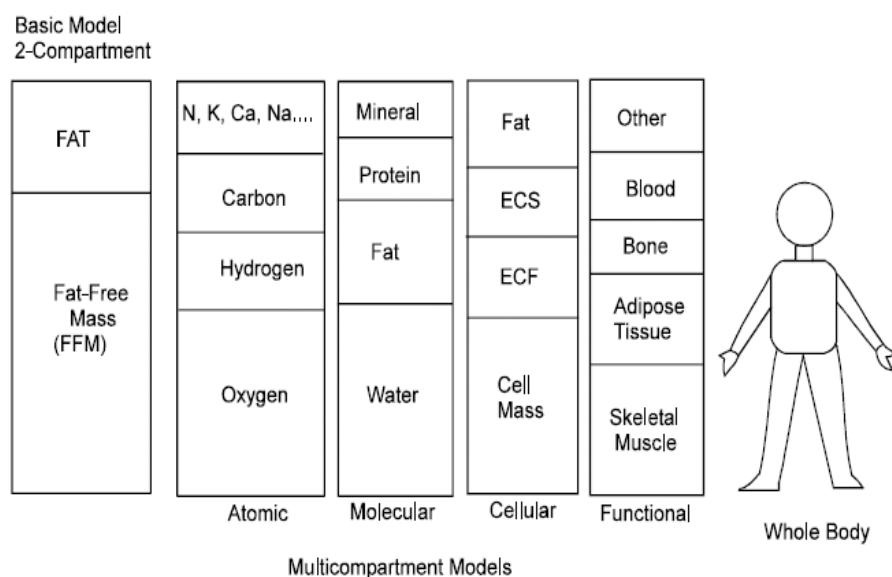 Basic Model
2-Compartment
FAT
Fat-Free
Mass
(FFM)
N, K, Ca, Na....
Carbon
Hydrogen
Oxygen
Atomic
Mineral
Protein
Fat
Water
Molecular
Fat
ECS
ECF
Cell
Mass
Cellular
Other
Blood
Bone
Adipose
Tissue
Skeletal
Muscle
Functional
Whole Body
Multicompartment Models